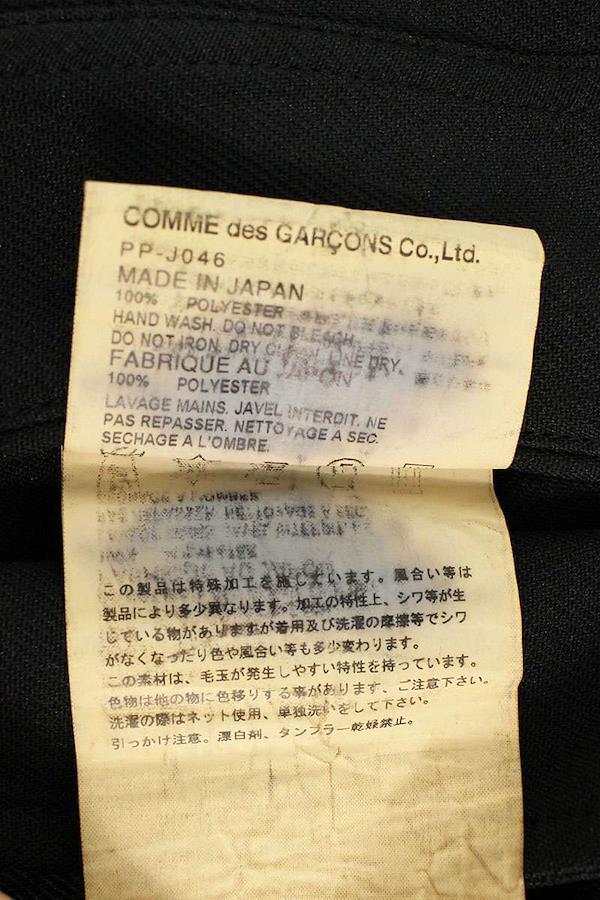 COMME des GARÇONS Co.,Ltd.
PP-J046
MADE IN JAPAN
100% POLYESTER
HAND WASH. DO NOT BLEACH.
DO NOT IRON. DRY CLEAN. LINE DRY.
FABRIQUE AU JAPON
100% POLYESTER
LAVAGE MAINS. JAVEL INTERDIT. NE
PAS REPASSER. NETTOYAGE A SEC.
SECHAGE A L'OMBRE.
この製品は特殊加工を施しています。風合い等は
製品により多少異なります。加工の特性上、シワ等が生
じている物がありますが着用及び洗濯の摩擦等でシワ
がなくなったり色や風合い等も多少変わります。
この素材は、毛玉が発生しやすい特性を持っています。
色物は他の物に色移りする事があります、ご注意下さい。
洗濯の際はネット使用、単独洗いをして下さい。
引っかけ注意。漂白剤、タンブラー乾燥禁止。